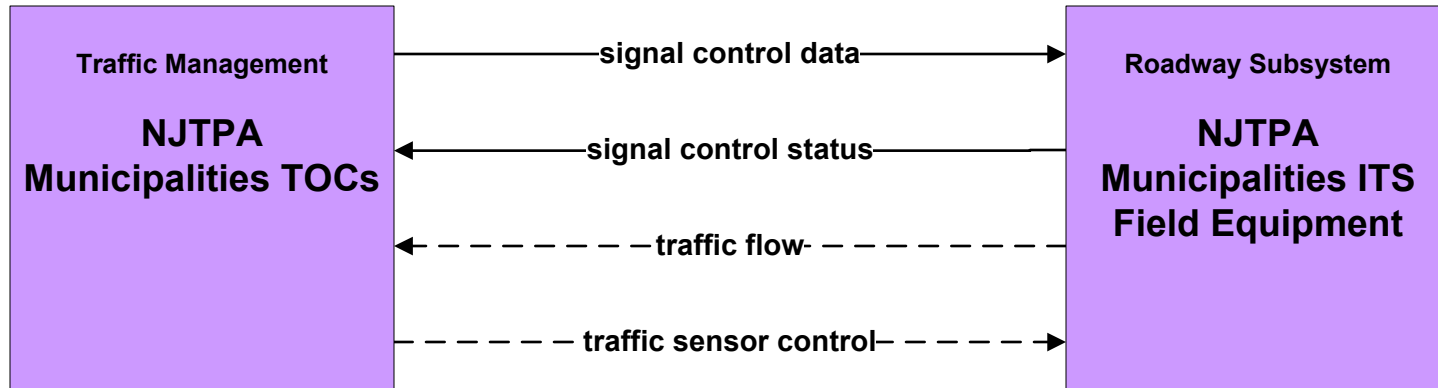 Traffic Management
NJTPA
Municipalities TOCs
signal control data
signal control status
traffic flow
traffic sensor control
Roadway Subsystem
NJTPA
Municipalities ITS
Field Equipment